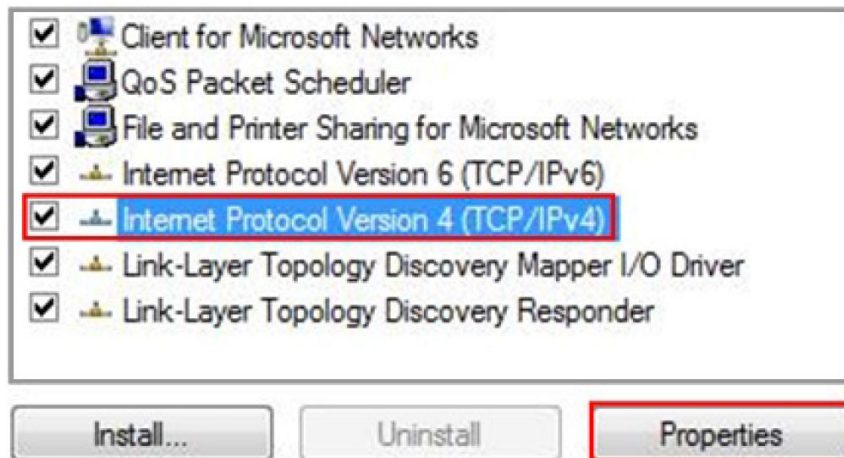 Client for Microsoft Networks
QoS Packet Scheduler
File and Printer Sharing for Microsoft Networks
Internet Protocol Version 6 (TCP/IPv6)
Internet Protocol Version 4 (TCP/IPv4)
Link-Layer Topology Discovery Mapper I/O Driver
Link-Layer Topology Discovery Responder
Install... Uninstall Properties